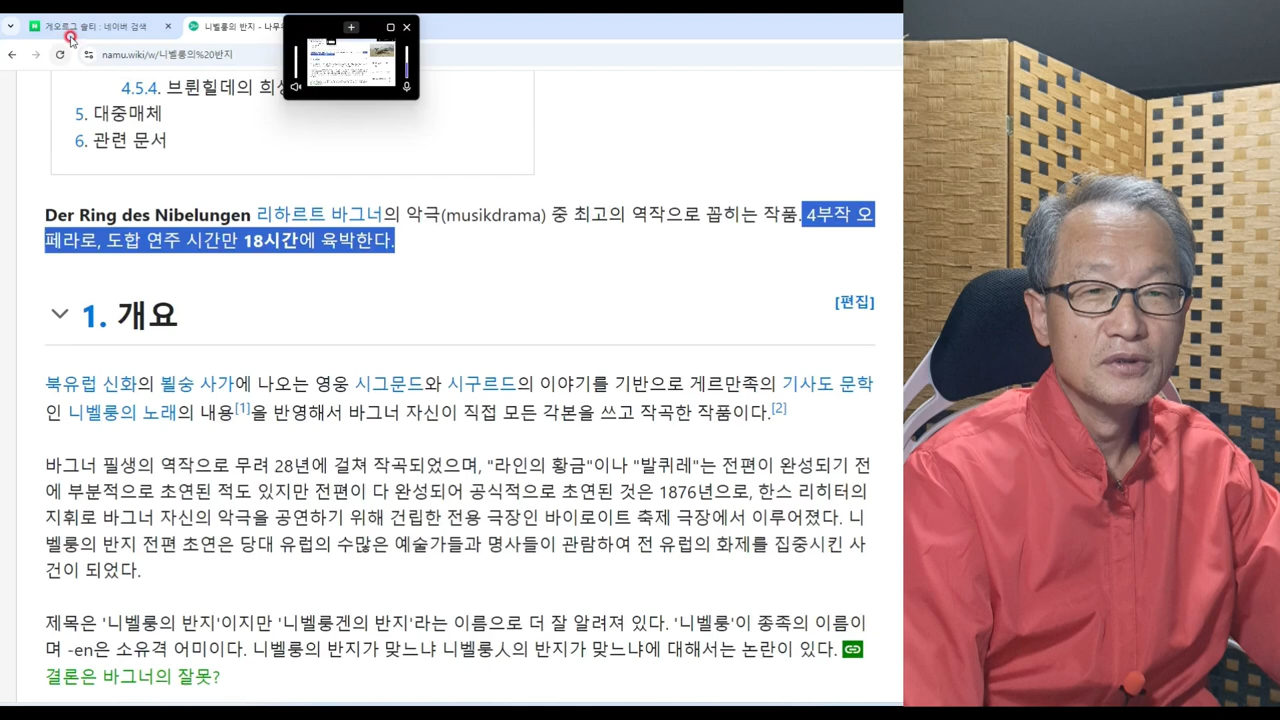 게오르그 솔티 : 네이버 검색
니벨룽의 반지 - 나무
namu.wiki/w/니벨룽의%20반지
4.5.4. 브륀힐데의 희생
5. 대중매체
6. 관련 문서
Der Ring des Nibelungen 리하르트 바그너의 악극(musikdrama) 중 최고의 역작으로 꼽히는 작품. 4부작 오
페라로, 도합 연주 시간만 18시간에 육박한다.
1. 개요
[편집]
북유럽 신화의 뵐숭 사가에 나오는 영웅 시그문드와 시구르드의 이야기를 기반으로 게르만족의 기사도 문학
인 니벨룽의 노래의 내용[1]을 반영해서 바그너 자신이 직접 모든 각본을 쓰고 작곡한 작품이다.[2]
바그너 필생의 역작으로 무려 28년에 걸쳐 작곡되었으며, "라인의 황금"이나 "발퀴레"는 전편이 완성되기 전
에 부분적으로 초연된 적도 있지만 전편이 다 완성되어 공식적으로 초연된 것은 1876년으로, 한스 리히터의
지휘로 바그너 자신의 악극을 공연하기 위해 건립한 전용 극장인 바이로이트 축제 극장에서 이루어졌다. 니
벨룽의 반지 전편 초연은 당대 유럽의 수많은 예술가들과 명사들이 관람하여 전 유럽의 화제를 집중시킨 사
건이 되었다.
제목은 '니벨룽의 반지'이지만 '니벨룽겐의 반지'라는 이름으로 더 잘 알려져 있다. '니벨룽'이 종족의 이름이
며 -en은 소유격 어미이다. 니벨룽의 반지가 맞느냐 니벨룽人의 반지가 맞느냐에 대해서는 논란이 있다.
결론은 바그너의 잘못?